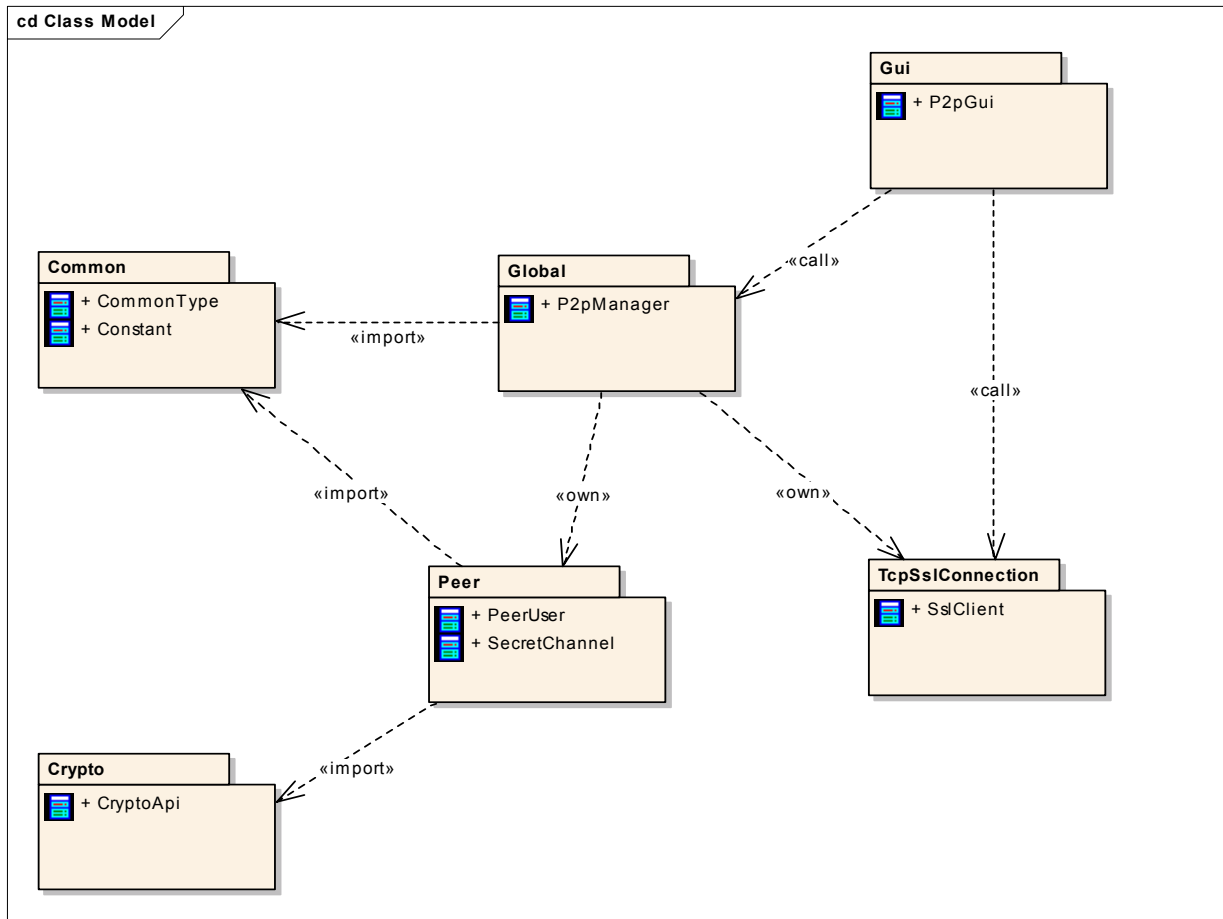 cd Class Model
Gui
+ P2pGui
«call»
Common
+ CommonType
+ Constant
Global
+ P2pManager
«import»
«call»
«import»
«own»
«own»
Peer
+ PeerUser
+ SecretChannel
TcpSslConnection
+ SslClient
Crypto
+ CryptoApi
«import»